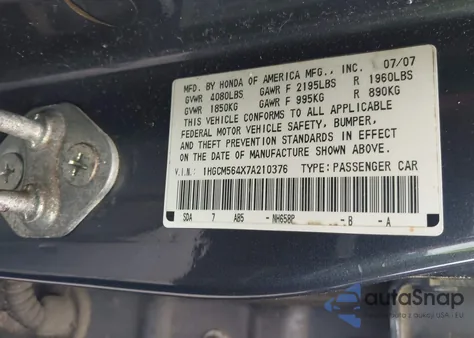 MFD. BY HONDA OF AMERICA MFG., INC. 07/07
GVWR 4080LBS GAWR F 2195LBS R 1960LBS
GVWR 1850KG GAWR F 995KG R 890KG
THIS VEHICLE CONFORMS TO ALL APPLICABLE
FEDERAL MOTOR VEHICLE SAFETY, BUMPER,
AND THEFT PREVENTION STANDARDS IN EFFECT
ON THE DATE OF MANUFACTURE SHOWN ABOVE.
V.I.N.: 1HGCM564X7A210376 TYPE: PASSENGER CAR
SDA 7 AB5 -NH658P -B -A
autoSnap